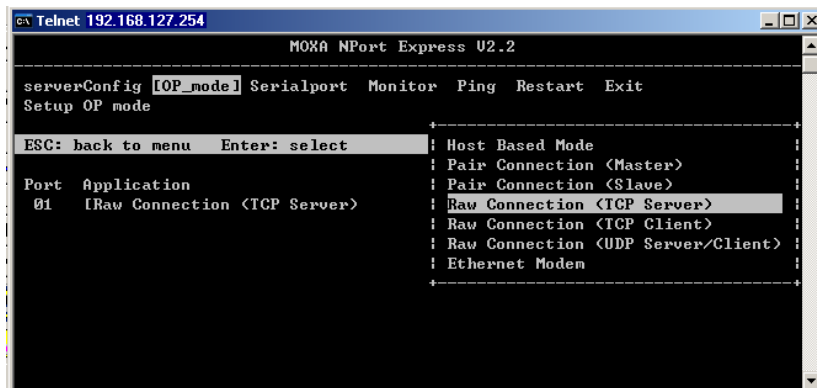 Telnet 192.168.127.254
MOXA NPort Express V2.2
serverConfig [OP_mode] Serialport Monitor Ping Restart Exit
Setup OP mode
ESC: back to menu Enter: select
Host Based Mode
Pair Connection (Master)
Pair Connection (Slave)
Port Application
01 [Raw Connection (TCP Server)
Raw Connection (TCP Server)
Raw Connection (TCP Client)
Raw Connection (UDP Server/Client)
Ethernet Modem